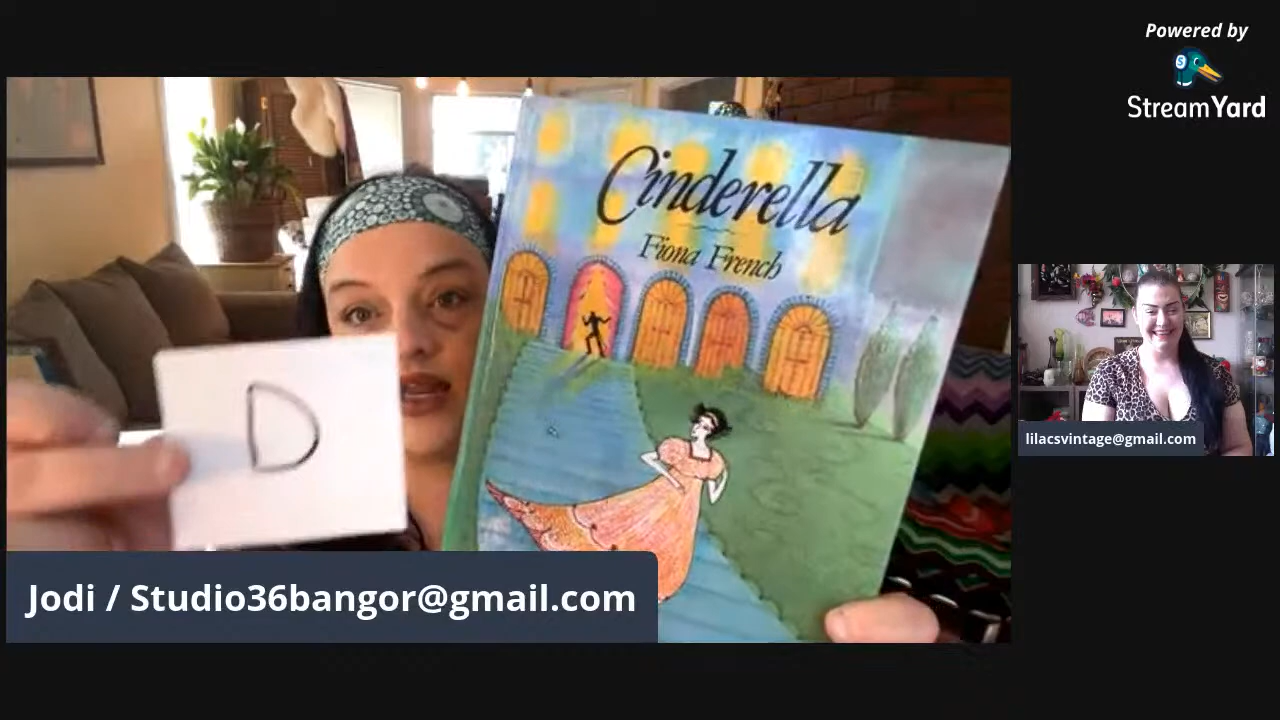 Powered by
StreamYard
Cinderella
Fiona French
D
lilacsvintage@gmail.com
Jodi / Studio36bangor@gmail.com